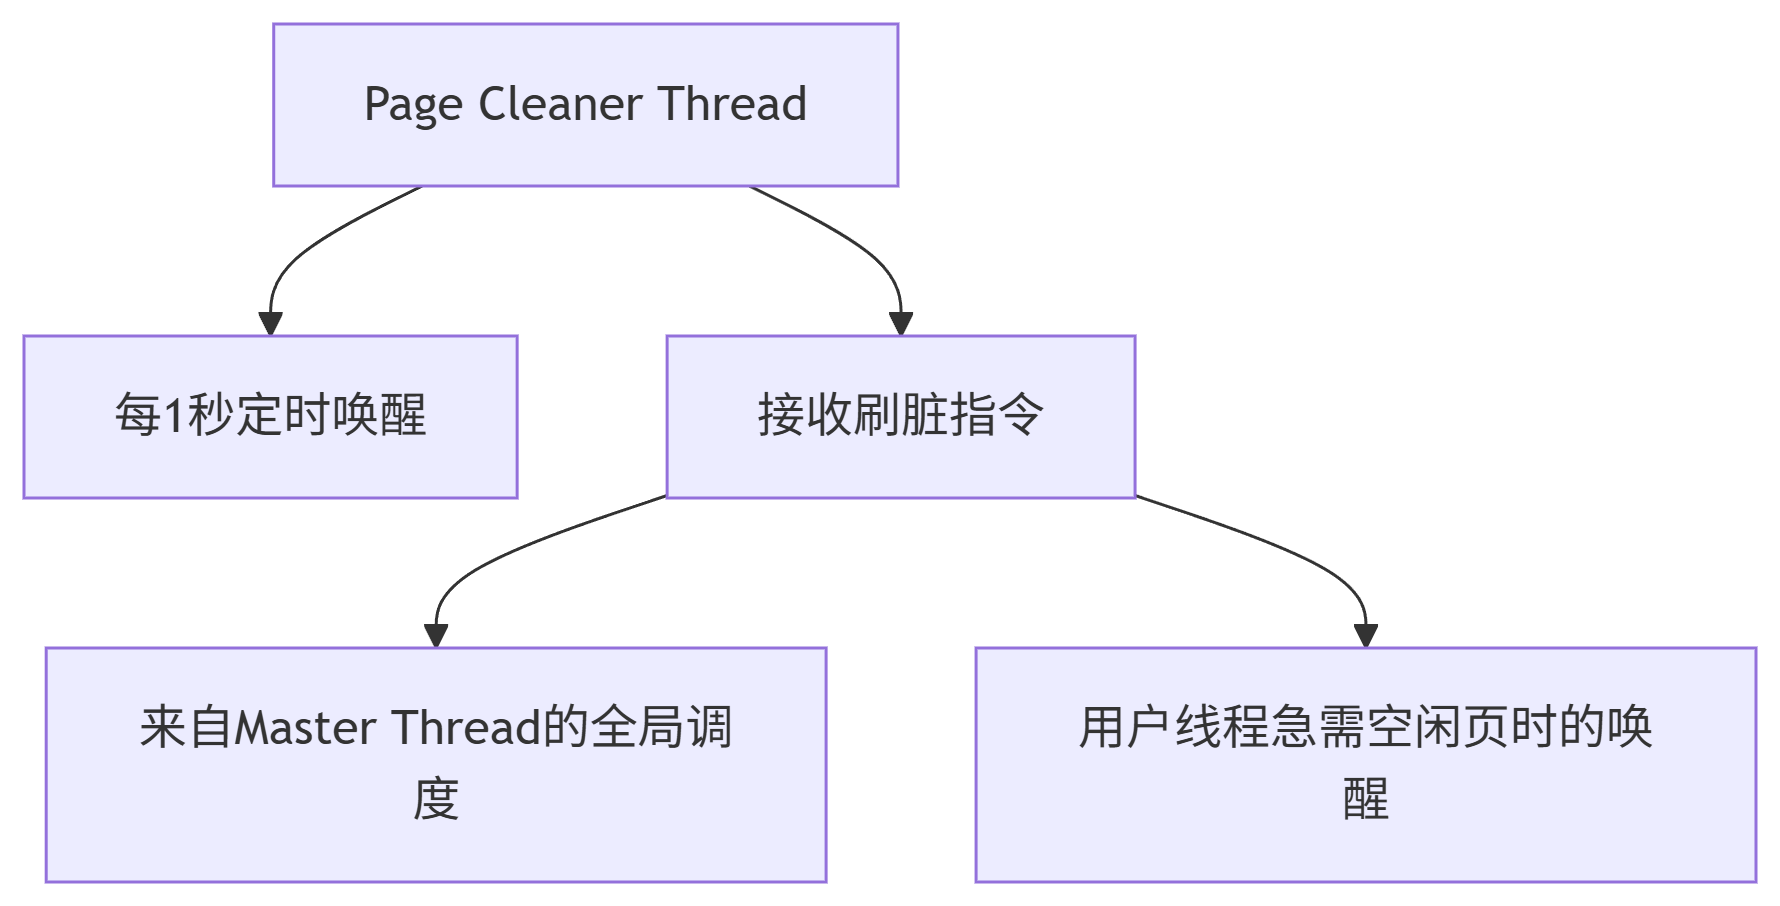 Page Cleaner Thread
每1秒定时唤醒
接收刷脏指令
来自Master Thread的全局调
度
用户线程急需空闲页时的唤
醒